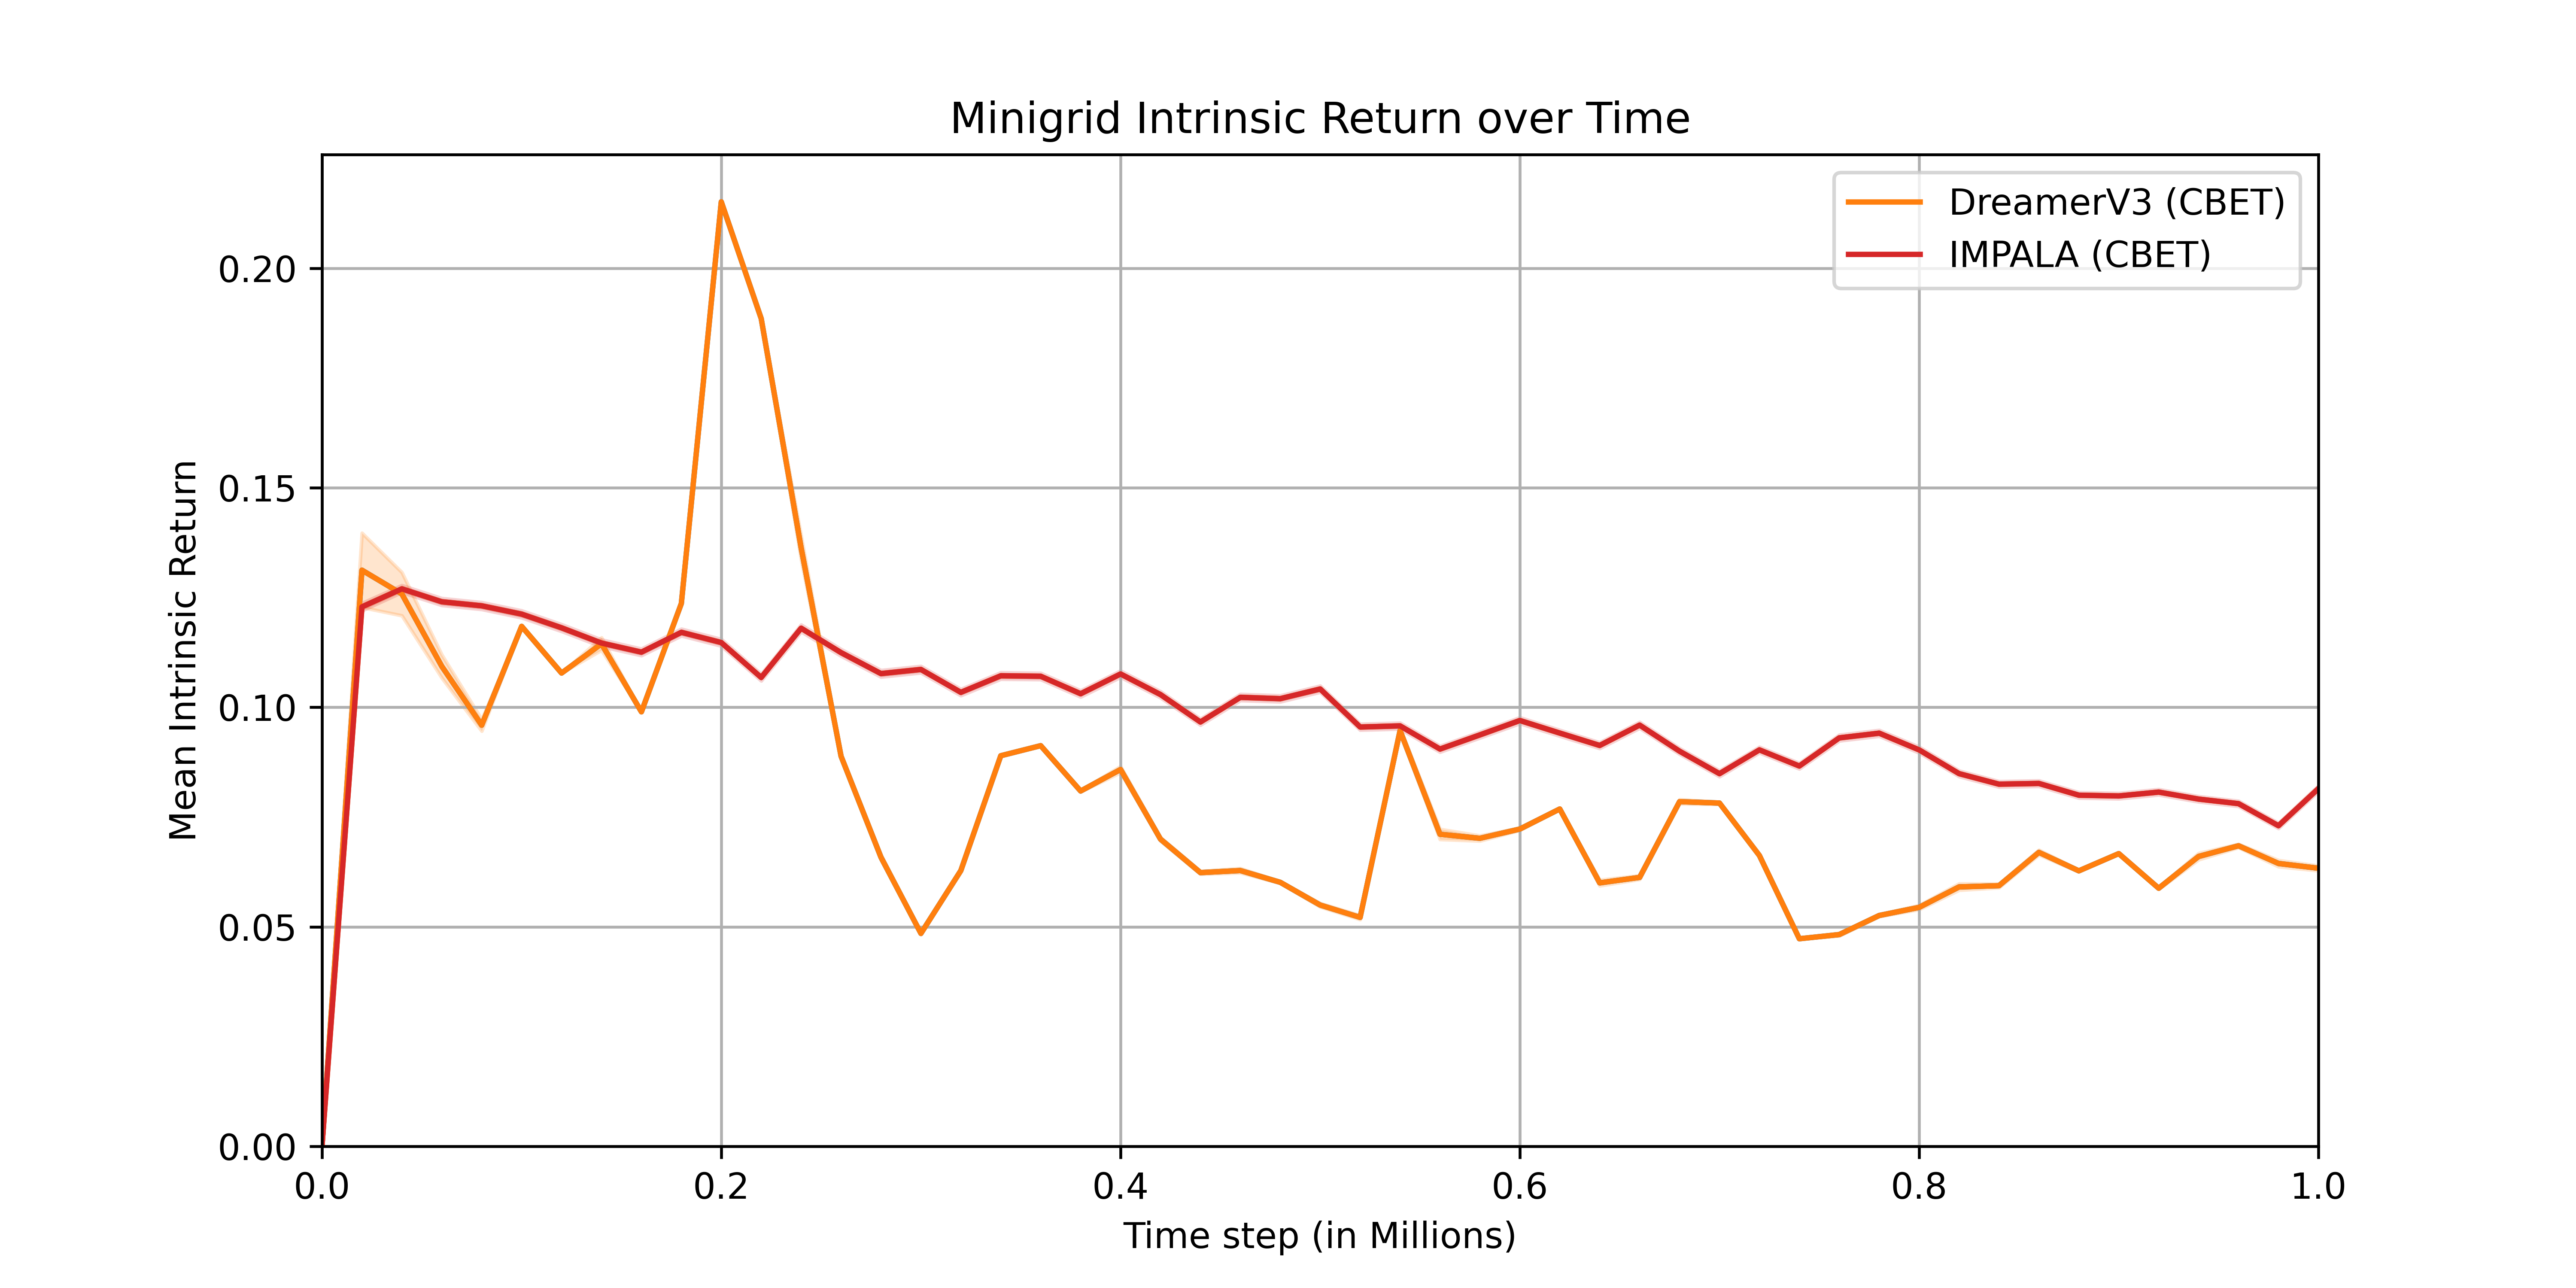 Minigrid Intrinsic Return over Time
DreamerV3 (CBET)
IMPALA (CBET)
Mean Intrinsic Return
0.20
0.15
0.10
0.05
0.00
0.0 0.2 0.4 0.6 0.8 1.0
Time step (in Millions)